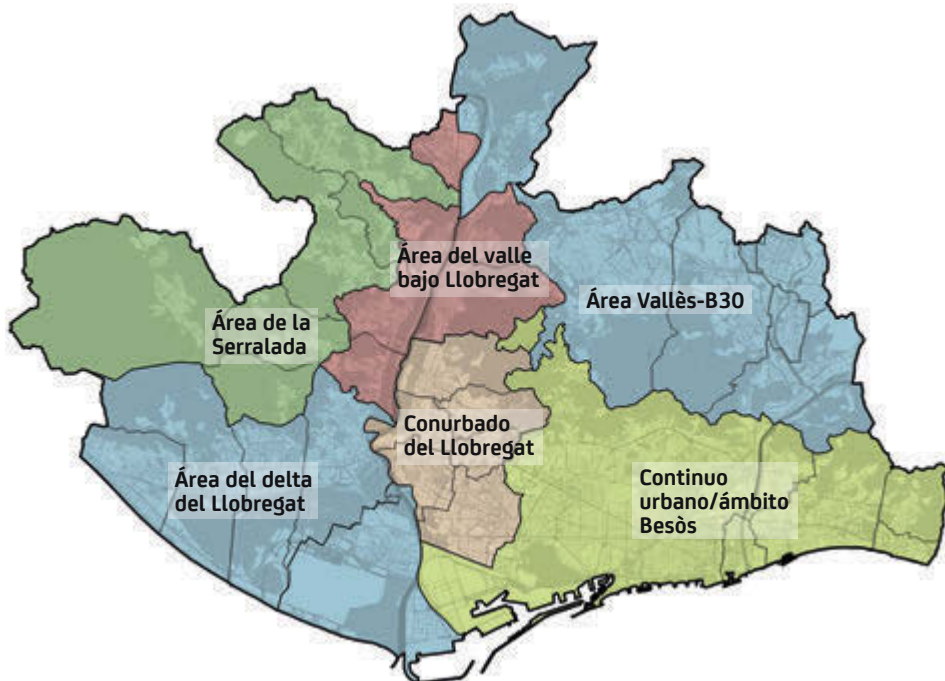 Área del valle
bajo Llobregat
Área Vallès-B30
Área de la
Serralada
Conurbado
del Llobregat
Área del delta
del Llobregat
Continuo
urbano/ámbito
Besòs